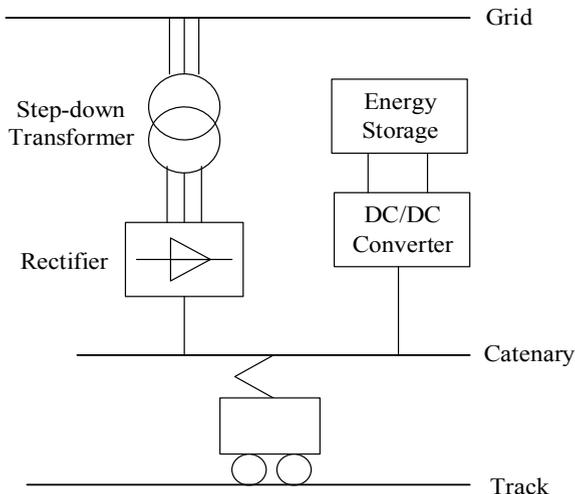 Grid
Step-down
Transformer
Energy
Storage
DC/DC
Converter
Rectifier
Catenary
Track